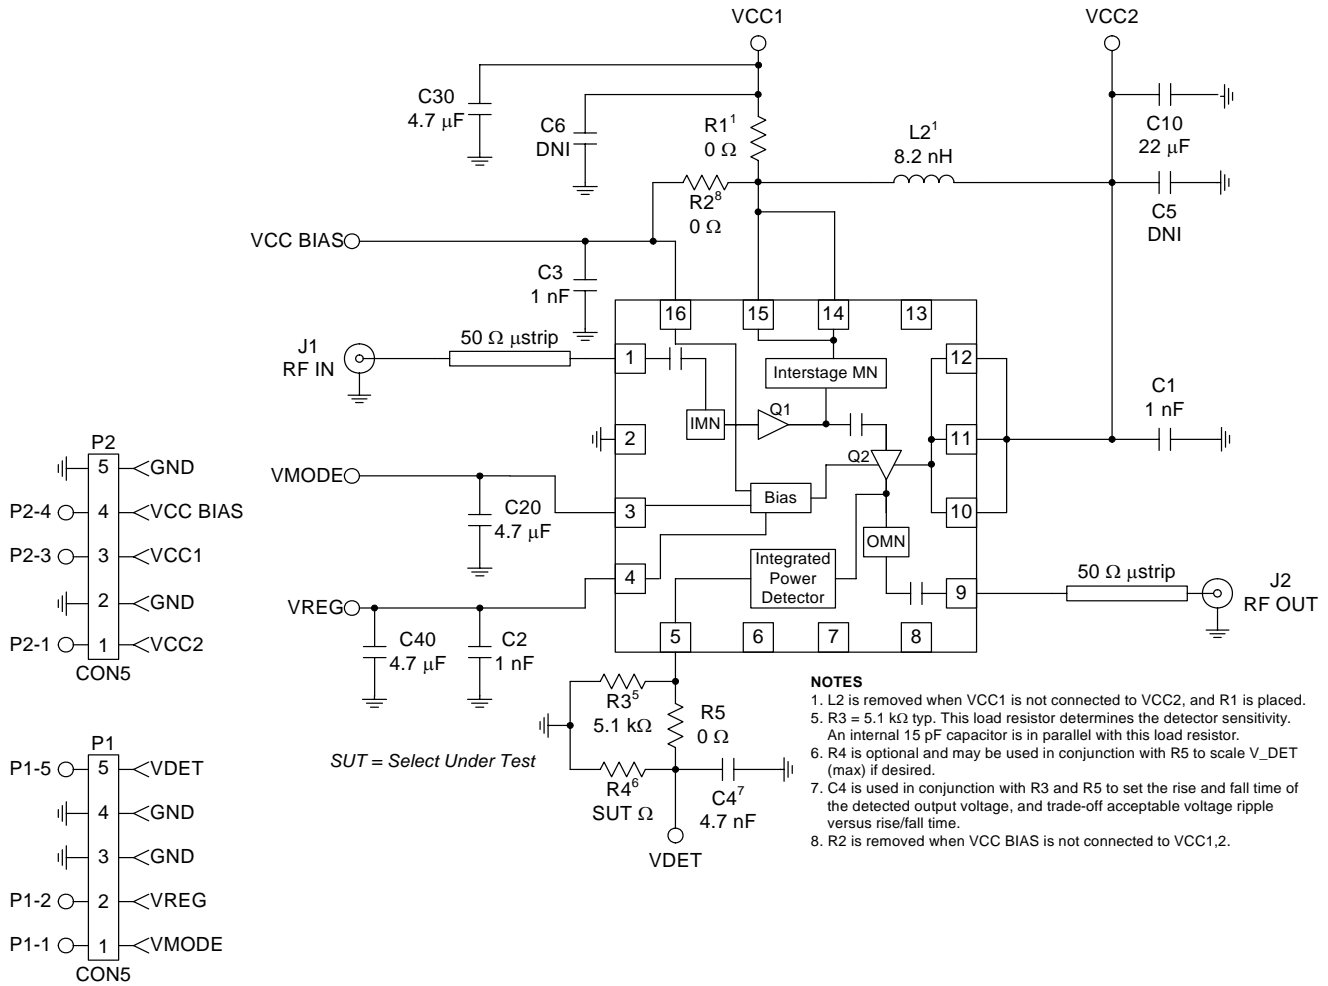 VCC1
VCC2
C30
4.7 μF
C6
DNI
R1¹
0 Ω
L2¹
8.2 nH
C10
22 μF
R2⁸
0 Ω
C5
DNI
VCC BIAS
C3
1 nF
16
15
14
13
J1
RF IN
50 Ω μstrip
1
12
Interstage MN
C1
1 nF
IMN
Q1
2
11
P2
5
GND
P2-4
4
VCC BIAS
P2-3
3
VCC1
2
GND
P2-1
1
VCC2
CON5
VMODE
C20
4.7 μF
3
Bias
Q2
10
OMN
4
Integrated
Power
Detector
9
50 Ω μstrip
J2
RF OUT
VREG
C40
4.7 μF
C2
1 nF
5
6
7
8
R3⁵
5.1 kΩ
R5
0 Ω
R4⁶
SUT Ω
C4⁷
4.7 nF
VDET
SUT = Select Under Test
P1
P1-5
5
VDET
4
GND
3
GND
P1-2
2
VREG
P1-1
1
VMODE
CON5
NOTES
1. L2 is removed when VCC1 is not connected to VCC2, and R1 is placed.
5. R3 = 5.1 kΩ typ. This load resistor determines the detector sensitivity.
An internal 15 pF capacitor is in parallel with this load resistor.
6. R4 is optional and may be used in conjunction with R5 to scale V_DET
(max) if desired.
7. C4 is used in conjunction with R3 and R5 to set the rise and fall time of
the detected output voltage, and trade-off acceptable voltage ripple
versus rise/fall time.
8. R2 is removed when VCC BIAS is not connected to VCC1,2.